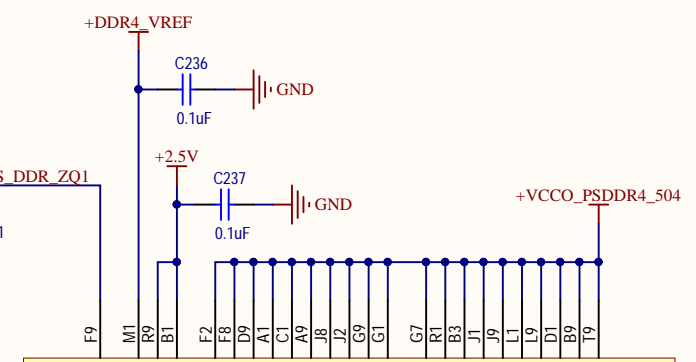 +DDR4_VREF
C236
GND
0.1uF
+2.5V
S_DDR_ZQ1
C237
+VCCO_PSDDR4_504
GND
1
0.1uF
F9
M1
R9
B1
F2
F8
D9
A1
C1
A9
J8
J2
G9
G1
G7
R1
B3
J1
J9
L1
L9
D1
B9
T9